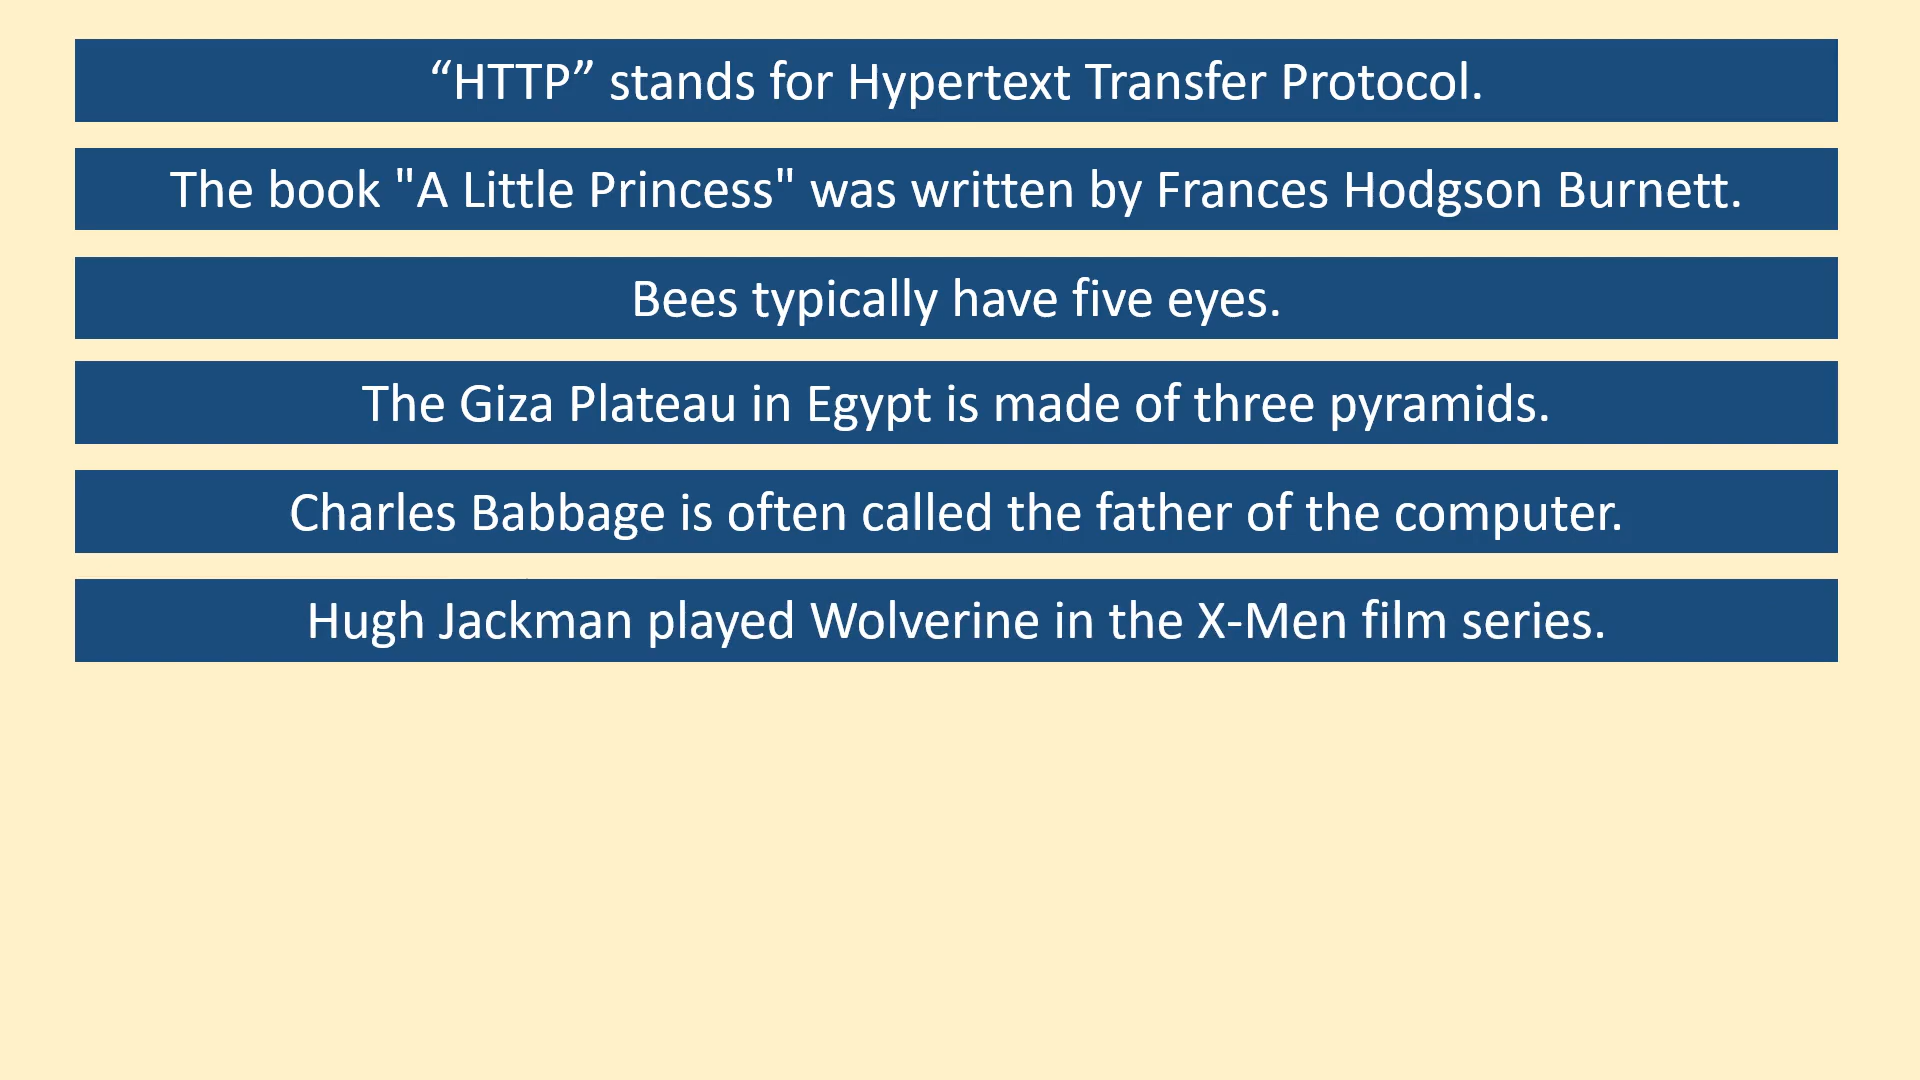 “HTTP” stands for Hypertext Transfer Protocol.
The book "A Little Princess" was written by Frances Hodgson Burnett.
Bees typically have five eyes.
The Giza Plateau in Egypt is made of three pyramids.
Charles Babbage is often called the father of the computer.
Hugh Jackman played Wolverine in the X-Men film series.